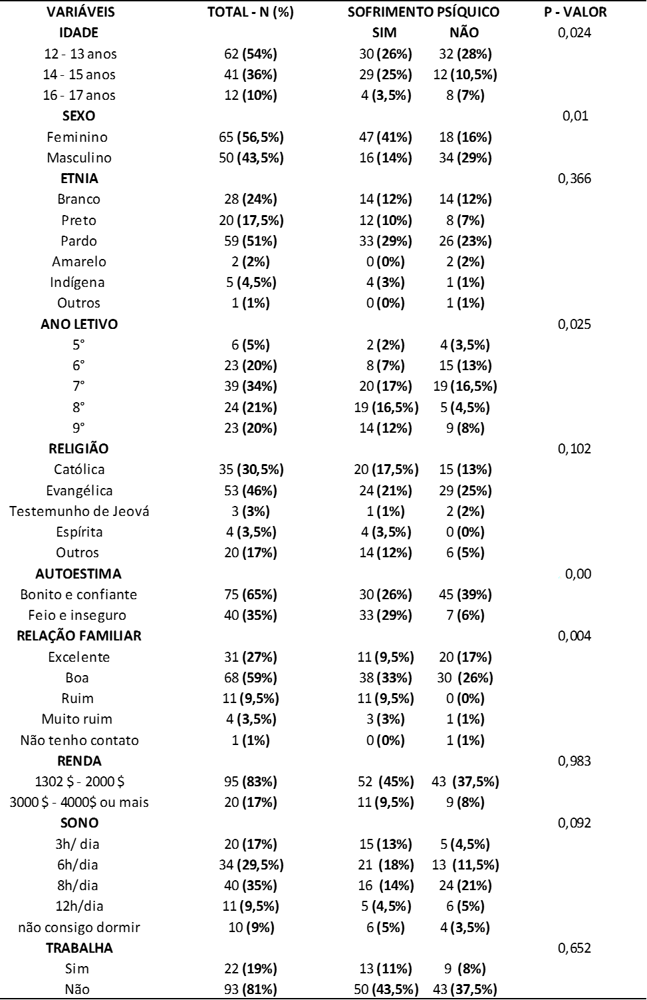 VARIÁVEIS TOTAL - N (%) SOFRIMENTO PSÍQUICO P - VALOR
IDADE SIM NÃO 0,024
12 - 13 anos 62 (54%) 30 (26%) 32 (28%)
14 - 15 anos 41 (36%) 29 (25%) 12 (10,5%)
16 - 17 anos 12 (10%) 4 (3,5%) 8 (7%)
SEXO 0,01
Feminino 65 (56,5%) 47 (41%) 18 (16%)
Masculino 50 (43,5%) 16 (14%) 34 (29%)
ETNIA 0,366
Branco 28 (24%) 14 (12%) 14 (12%)
Preto 20 (17,5%) 12 (10%) 8 (7%)
Pardo 59 (51%) 33 (29%) 26 (23%)
Amarelo 2 (2%) 0 (0%) 2 (2%)
Indígena 5 (4,5%) 4 (3%) 1 (1%)
Outros 1 (1%) 0 (0%) 1 (1%)
ANO LETIVO 0,025
5° 6 (5%) 2 (2%) 4 (3,5%)
6° 23 (20%) 8 (7%) 15 (13%)
7° 39 (34%) 20 (17%) 19 (16,5%)
8° 24 (21%) 19 (16,5%) 5 (4,5%)
9° 23 (20%) 14 (12%) 9 (8%)
RELIGIÃO 0,102
Católica 35 (30,5%) 20 (17,5%) 15 (13%)
Evangélica 53 (46%) 24 (21%) 29 (25%)
Testemunho de Jeová 3 (3%) 1 (1%) 2 (2%)
Espírita 4 (3,5%) 4 (3,5%) 0 (0%)
Outros 20 (17%) 14 (12%) 6 (5%)
AUTOESTIMA 0,00
Bonito e confiante 75 (65%) 30 (26%) 45 (39%)
Feio e inseguro 40 (35%) 33 (29%) 7 (6%)
RELAÇÃO FAMILIAR 0,004
Excelente 31 (27%) 11 (9,5%) 20 (17%)
Boa 68 (59%) 38 (33%) 30 (26%)
Ruim 11 (9,5%) 11 (9,5%) 0 (0%)
Muito ruim 4 (3,5%) 3 (3%) 1 (1%)
Não tenho contato 1 (1%) 0 (0%) 1 (1%)
RENDA 0,983
1302 $ - 2000 $ 95 (83%) 52 (45%) 43 (37,5%)
3000 $ - 4000$ ou mais 20 (17%) 11 (9,5%) 9 (8%)
SONO 0,092
3h/ dia 20 (17%) 15 (13%) 5 (4,5%)
6h/dia 34 (29,5%) 21 (18%) 13 (11,5%)
8h/dia 40 (35%) 16 (14%) 24 (21%)
12h/dia 11 (9,5%) 5 (4,5%) 6 (5%)
não consigo dormir 10 (9%) 6 (5%) 4 (3,5%)
TRABALHA 0,652
Sim 22 (19%) 13 (11%) 9 (8%)
Não 93 (81%) 50 (43,5%) 43 (37,5%)